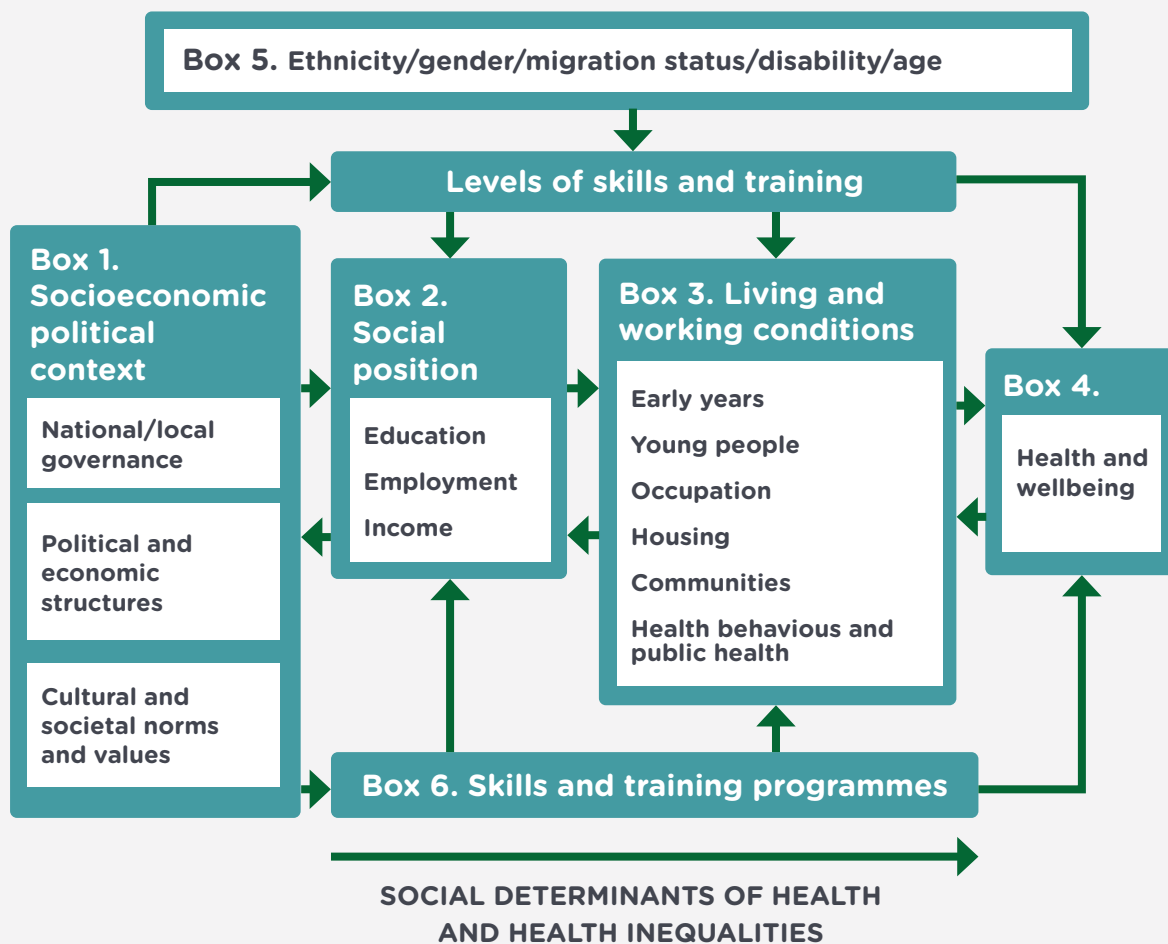 Box 5. Ethnicity/gender/migration status/disability/age
Levels of skills and training
Box 1.
Socioeconomic
political
context
National/local
governance
Political and
economic
structures
Cultural and
societal norms
and values
Box 2.
Social
position
Education
Employment
Income
Box 3. Living and
working conditions
Early years
Young people
Occupation
Housing
Communities
Health behavious and
public health
Box 4.
Health and
wellbeing
Box 6. Skills and training programmes
SOCIAL DETERMINANTS OF HEALTH
AND HEALTH INEQUALITIES